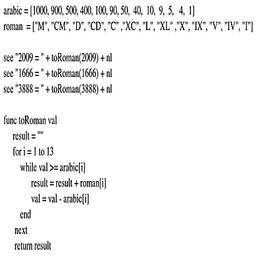 arabic = [1000, 900, 500, 400, 100, 90, 50, 40, 10, 9, 5, 4, 1]
roman = ["M", "CM", "D", "CD", "C" ,"XC", "L", "XL" ,"X", "IX", "V", "IV", "I"]
see "2009 = " + toRoman(2009) + nl
see "1666 = " + toRoman(1666) + nl
see "3888 = " + toRoman(3888) + nl
func toRoman val
result = ""
for i = 1 to 13
while val >= arabic[i]
result = result + roman[i]
val = val - arabic[i]
end
next
return result